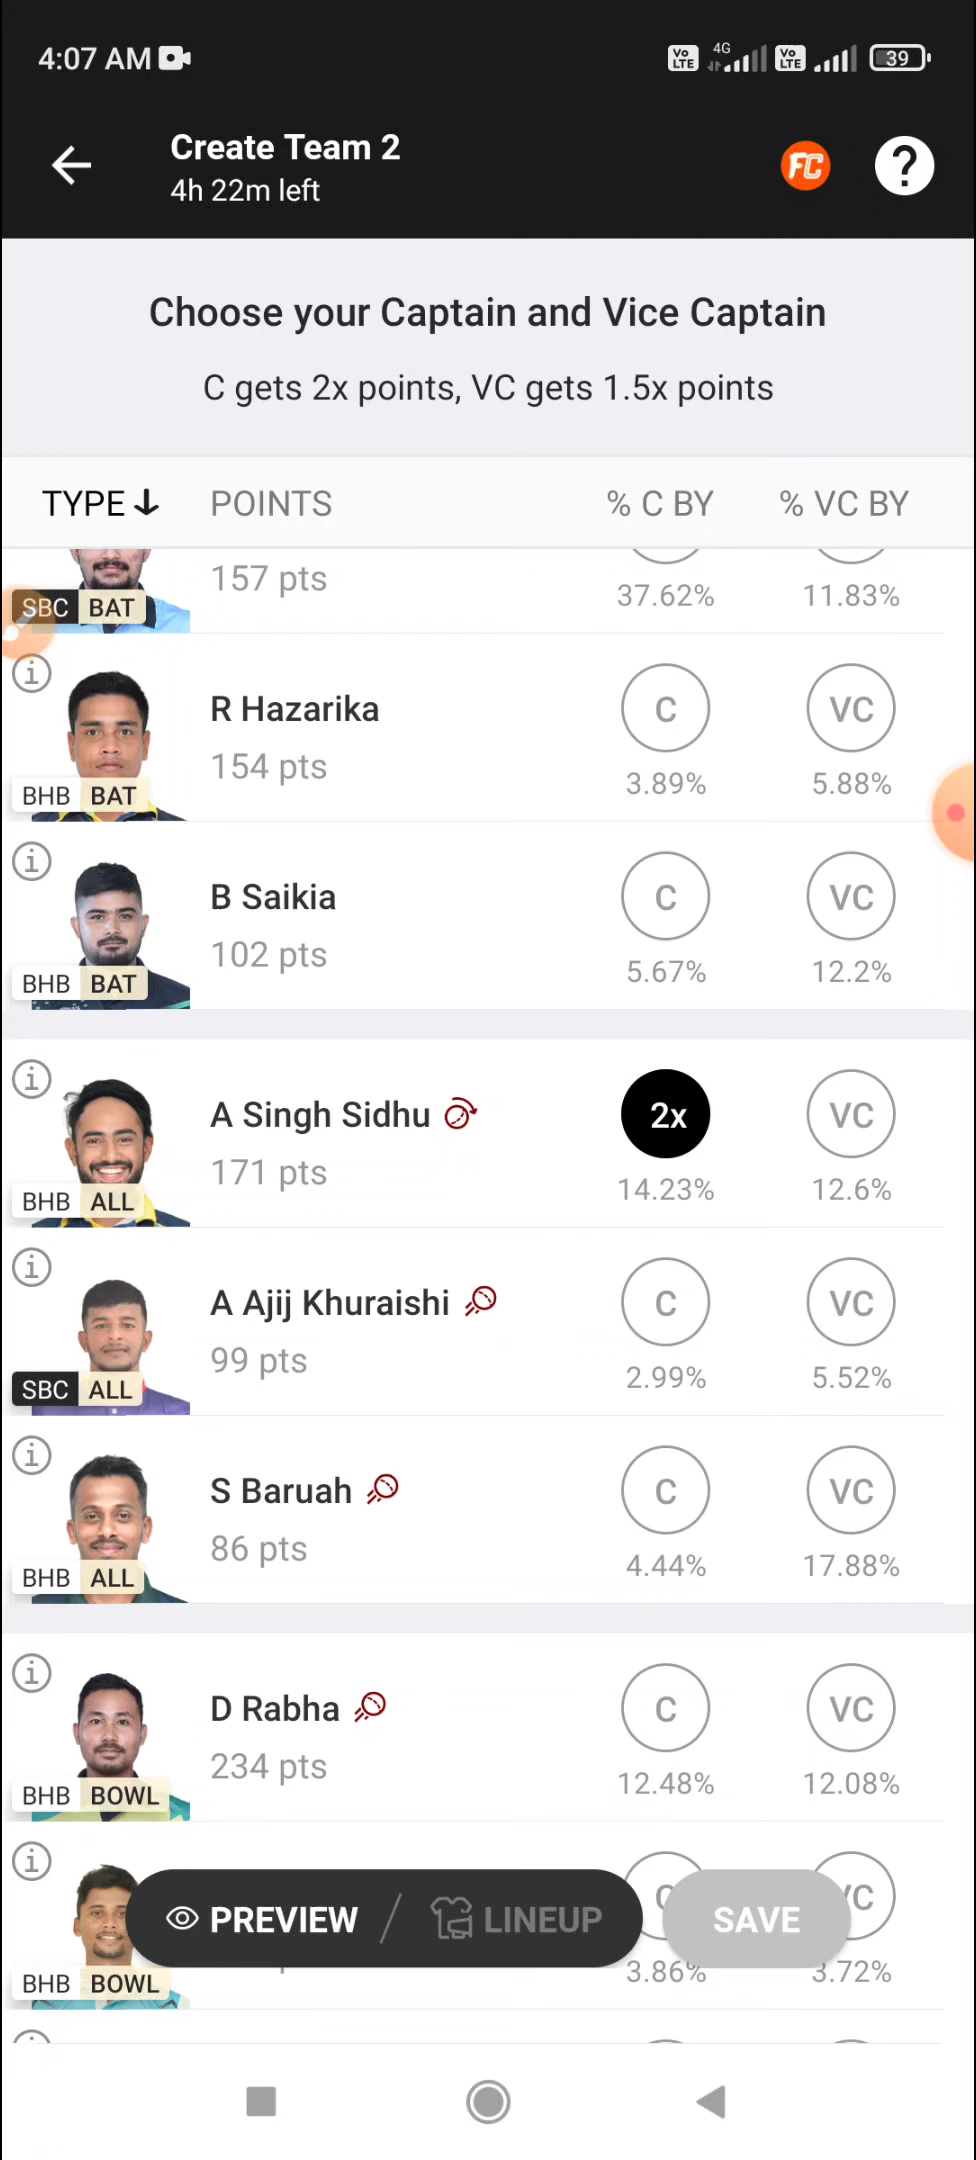 4:07 AM
Vo LTE 4G Vo LTE 39
Create Team 2
4h 22m left
FC ?
Choose your Captain and Vice Captain
C gets 2x points, VC gets 1.5x points
TYPE POINTS % C BY % VC BY
157 pts
37.62% 11.83%
SBC BAT
R Hazarika C VC
154 pts
3.89% 5.88%
BHB BAT
B Saikia C VC
102 pts
5.67% 12.2%
BHB BAT
A Singh Sidhu 2x VC
171 pts
14.23% 12.6%
BHB ALL
A Ajij Khuraishi C VC
99 pts
2.99% 5.52%
SBC ALL
S Baruah C VC
86 pts
4.44% 17.88%
BHB ALL
D Rabha C VC
234 pts
12.48% 12.08%
BHB BOWL
PREVIEW LINEUP SAVE
3.86% 3.72%
BHB BOWL